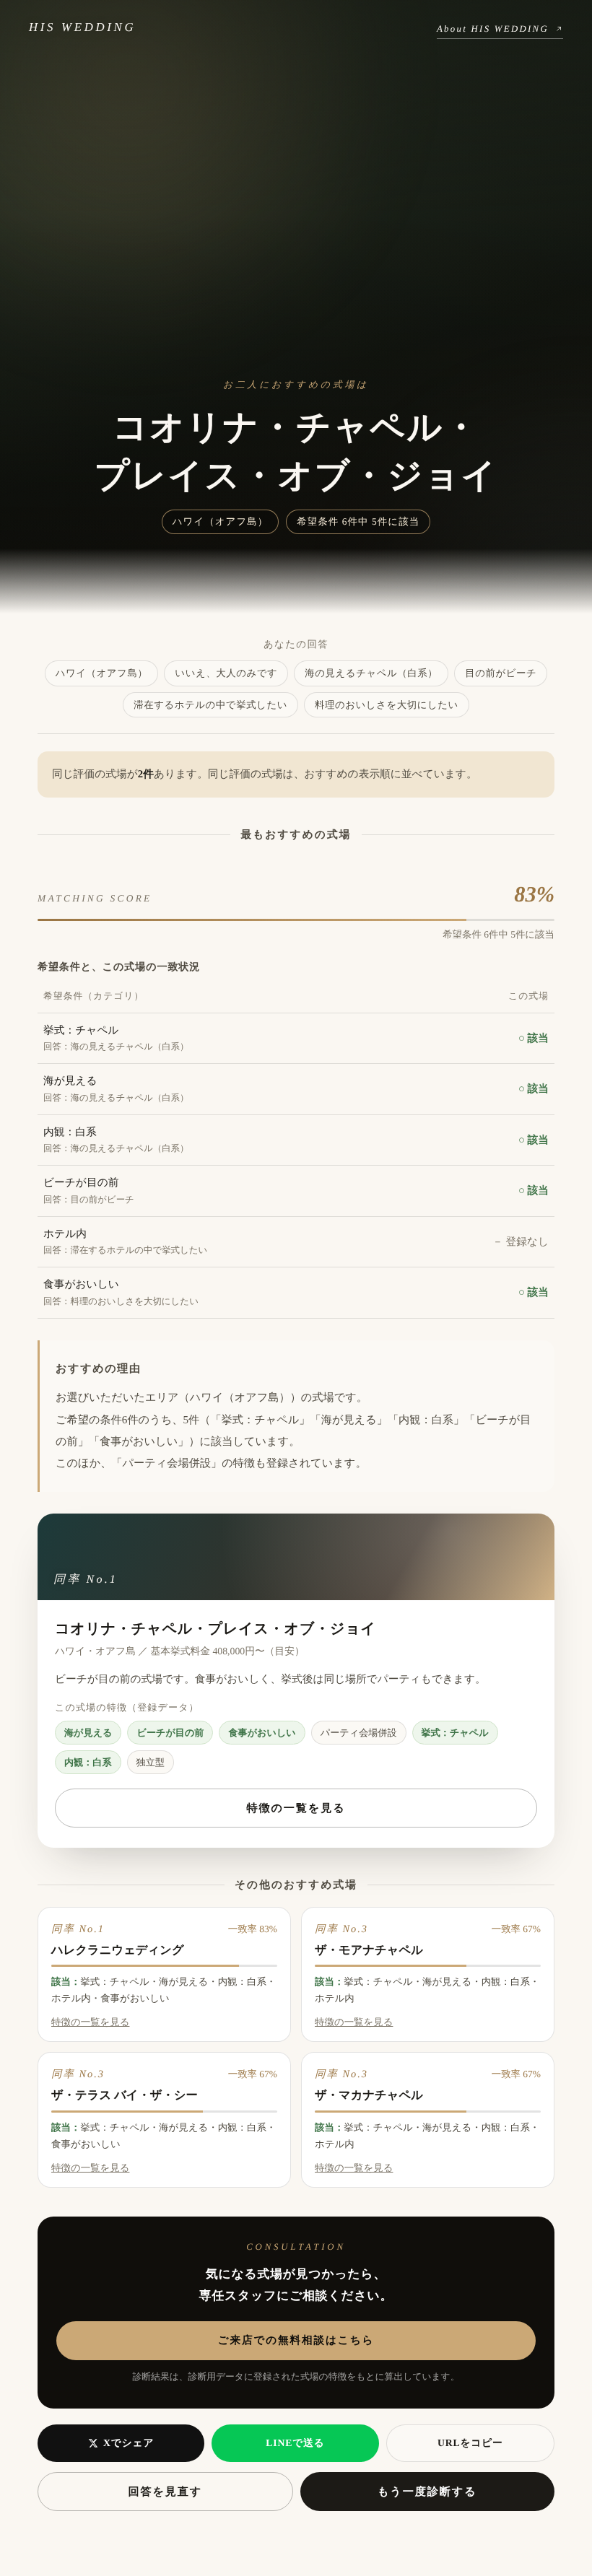 HIS WEDDING
About HIS WEDDING ↗
お二人におすすめの式場は
コオリナ・チャペル・
プレイス・オブ・ジョイ
ハワイ（オアフ島）
希望条件 6件中 5件に該当
あなたの回答
ハワイ（オアフ島）
いいえ、大人のみです
海の見えるチャペル（白系）
目の前がビーチ
滞在するホテルの中で挙式したい
料理のおいしさを大切にしたい
同じ評価の式場が2件あります。同じ評価の式場は、おすすめの表示順に並べています。
最もおすすめの式場
MATCHING SCORE
83%
希望条件 6件中 5件に該当
希望条件と、この式場の一致状況
希望条件（カテゴリ）
この式場
挙式：チャペル
回答：海の見えるチャペル（白系）
○ 該当
海が見える
回答：海の見えるチャペル（白系）
○ 該当
内観：白系
回答：海の見えるチャペル（白系）
○ 該当
ビーチが目の前
回答：目の前がビーチ
○ 該当
ホテル内
回答：滞在するホテルの中で挙式したい
－ 登録なし
食事がおいしい
回答：料理のおいしさを大切にしたい
○ 該当
おすすめの理由
お選びいただいたエリア（ハワイ（オアフ島））の式場です。
ご希望の条件6件のうち、5件（「挙式：チャペル」「海が見える」「内観：白系」「ビーチが目
の前」「食事がおいしい」）に該当しています。
このほか、「パーティ会場併設」の特徴も登録されています。
同率 No.1
コオリナ・チャペル・プレイス・オブ・ジョイ
ハワイ・オアフ島 ／ 基本挙式料金 408,000円〜（目安）
ビーチが目の前の式場です。食事がおいしく、挙式後は同じ場所でパーティもできます。
この式場の特徴（登録データ）
海が見える
ビーチが目の前
食事がおいしい
パーティ会場併設
挙式：チャペル
内観：白系
独立型
特徴の一覧を見る
その他のおすすめ式場
同率 No.1
一致率 83%
ハレクラニウェディング
該当：挙式：チャペル・海が見える・内観：白系・
ホテル内・食事がおいしい
特徴の一覧を見る
同率 No.3
一致率 67%
ザ・モアナチャペル
該当：挙式：チャペル・海が見える・内観：白系・
ホテル内
特徴の一覧を見る
同率 No.3
一致率 67%
ザ・テラス バイ・ザ・シー
該当：挙式：チャペル・海が見える・内観：白系・
食事がおいしい
特徴の一覧を見る
同率 No.3
一致率 67%
ザ・マカナチャペル
該当：挙式：チャペル・海が見える・内観：白系・
ホテル内
特徴の一覧を見る
CONSULTATION
気になる式場が見つかったら、
専任スタッフにご相談ください。
ご来店での無料相談はこちら
診断結果は、診断用データに登録された式場の特徴をもとに算出しています。
Xでシェア
LINEで送る
URLをコピー
回答を見直す
もう一度診断する